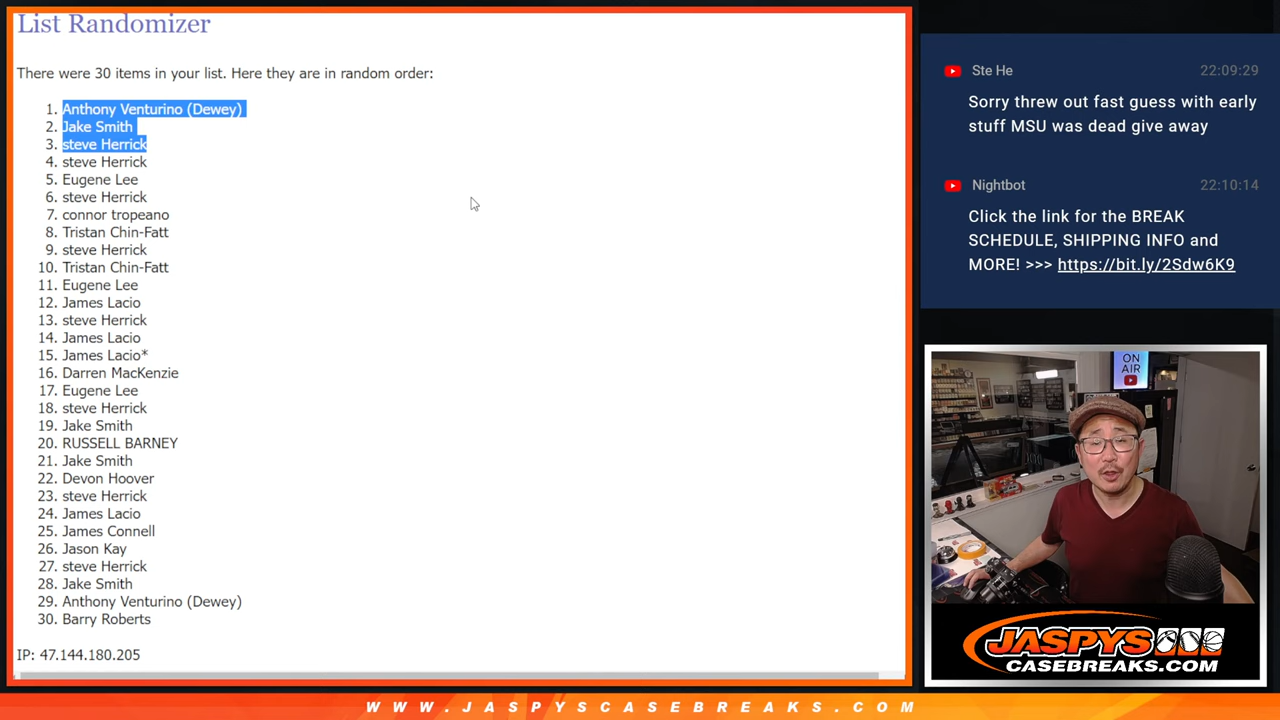 List Randomizer
There were 30 items in your list. Here they are in random order:
1. Anthony Venturino (Dewey)
2. Jake Smith
3. steve Herrick
4. steve Herrick
5. Eugene Lee
6. steve Herrick
7. connor tropeano
8. Tristan Chin-Fatt
9. steve Herrick
10. Tristan Chin-Fatt
11. Eugene Lee
12. James Lacio
13. steve Herrick
14. James Lacio
15. James Lacio*
16. Darren MacKenzie
17. Eugene Lee
18. steve Herrick
19. Jake Smith
20. RUSSELL BARNEY
21. Jake Smith
22. Devon Hoover
23. steve Herrick
24. James Lacio
25. James Connell
26. Jason Kay
27. steve Herrick
28. Jake Smith
29. Anthony Venturino (Dewey)
30. Barry Roberts
IP: 47.144.180.205
Ste He 22:09:29
Sorry threw out fast guess with early
stuff MSU was dead give away
Nightbot 22:10:14
Click the link for the BREAK
SCHEDULE, SHIPPING INFO and
MORE! >>> https://bit.ly/2Sdw6K9
ON
AIR
JASPYS
CASEBREAKS.COM
WWW.JASPYSCASEBREAKS.COM